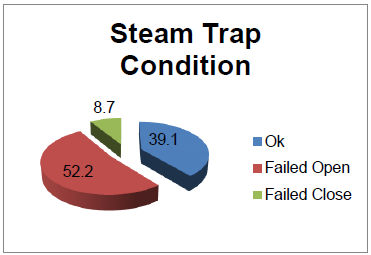 Steam Trap
Condition
8.7
39.1
52.2
Ok
Failed Open
Failed Close